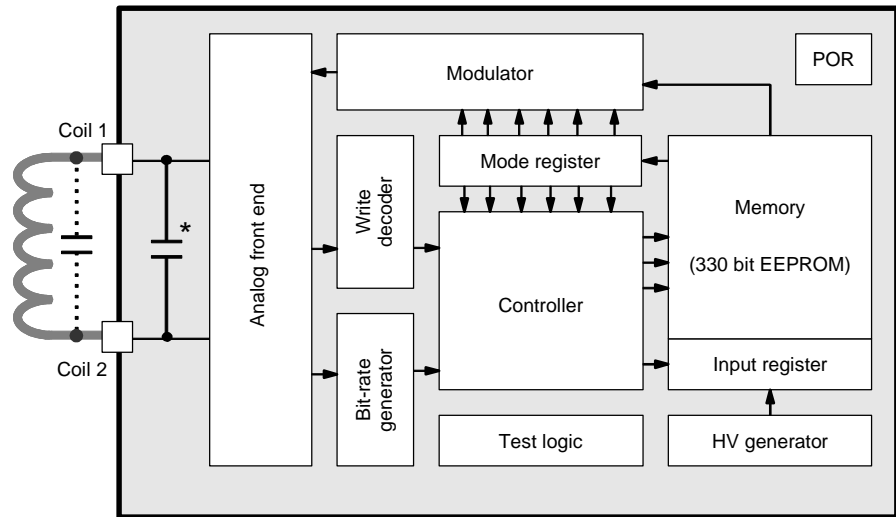 Modulator
POR
Coil 1
Mode register
Write
decoder
Memory
Analog front end
(330 bit EEPROM)
*
Controller
Coil 2
Bit-rate
generator
Input register
Test logic
HV generator